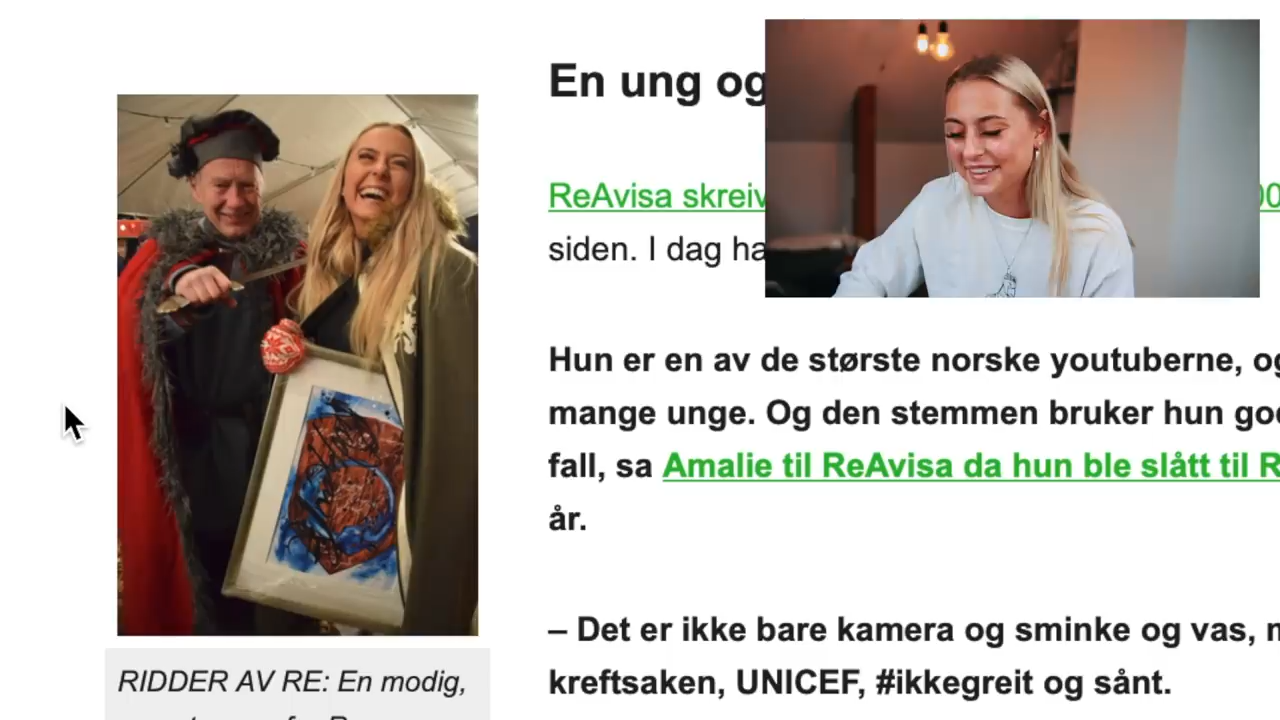 En ung og
ReAvisa skreiv
siden. I dag ha
Hun er en av de største norske youtuberne, og
mange unge. Og den stemmen bruker hun god
fall, sa Amalie til ReAvisa da hun ble slått til R
år.
– Det er ikke bare kamera og sminke og vas, m
kreftsaken, UNICEF, #ikkegreit og sånt.
RIDDER AV RE: En modig,